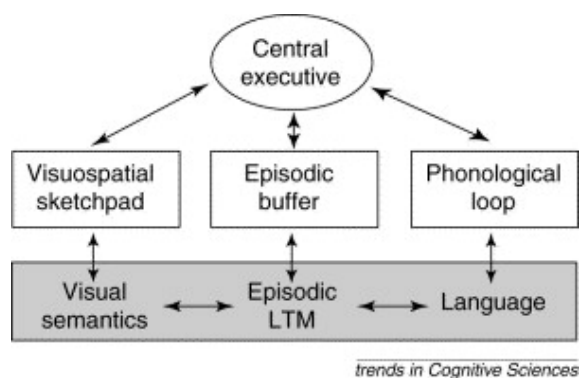 Central
executive
Visuospatial
sketchpad
Episodic
buffer
Phonological
loop
Visual
semantics
Episodic
LTM
Language
trends in Cognitive Sciences